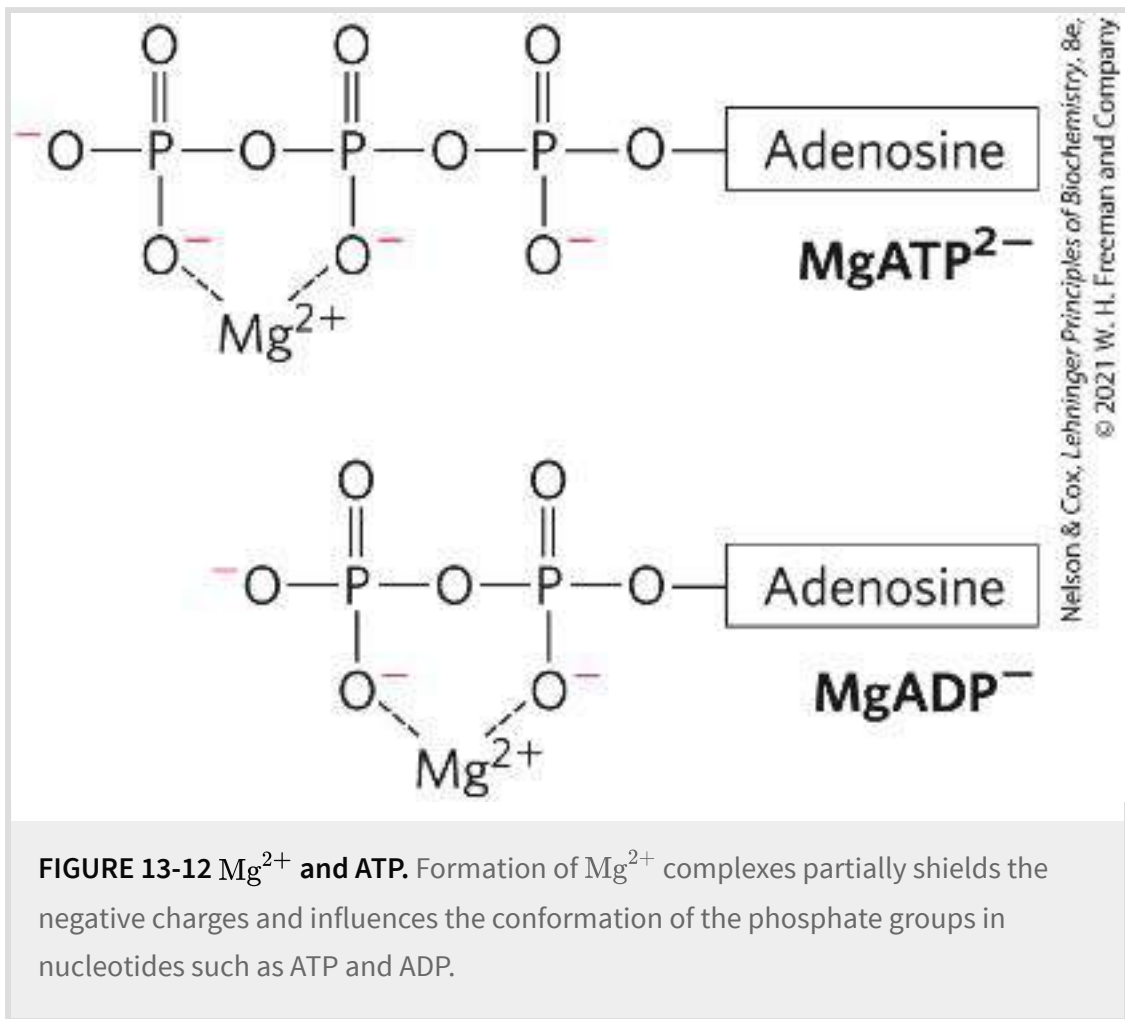 O O O
⁻O—P—O—P—O—P—O—Adenosine
O⁻ O⁻ O⁻
MgATP²⁻
Mg²⁺
O O
⁻O—P—O—P—O—Adenosine
O⁻ O⁻
MgADP⁻
Mg²⁺
Nelson & Cox, Lehninger Principles of Biochemistry, 8e,
© 2021 W. H. Freeman and Company
FIGURE 13-12 Mg²⁺ and ATP. Formation of Mg²⁺ complexes partially shields the
negative charges and influences the conformation of the phosphate groups in
nucleotides such as ATP and ADP.